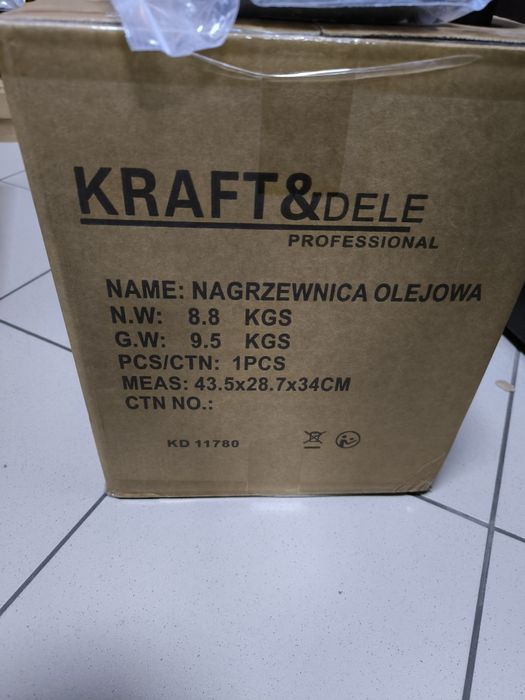 KRAFT&DELE
PROFESSIONAL
NAME: NAGRZEWNICA OLEJOWA
N.W: 8.8 KGS
G.W: 9.5 KGS
PCS/CTN: 1PCS
MEAS: 43.5x28.7x34CM
CTN NO.:
KD 11780